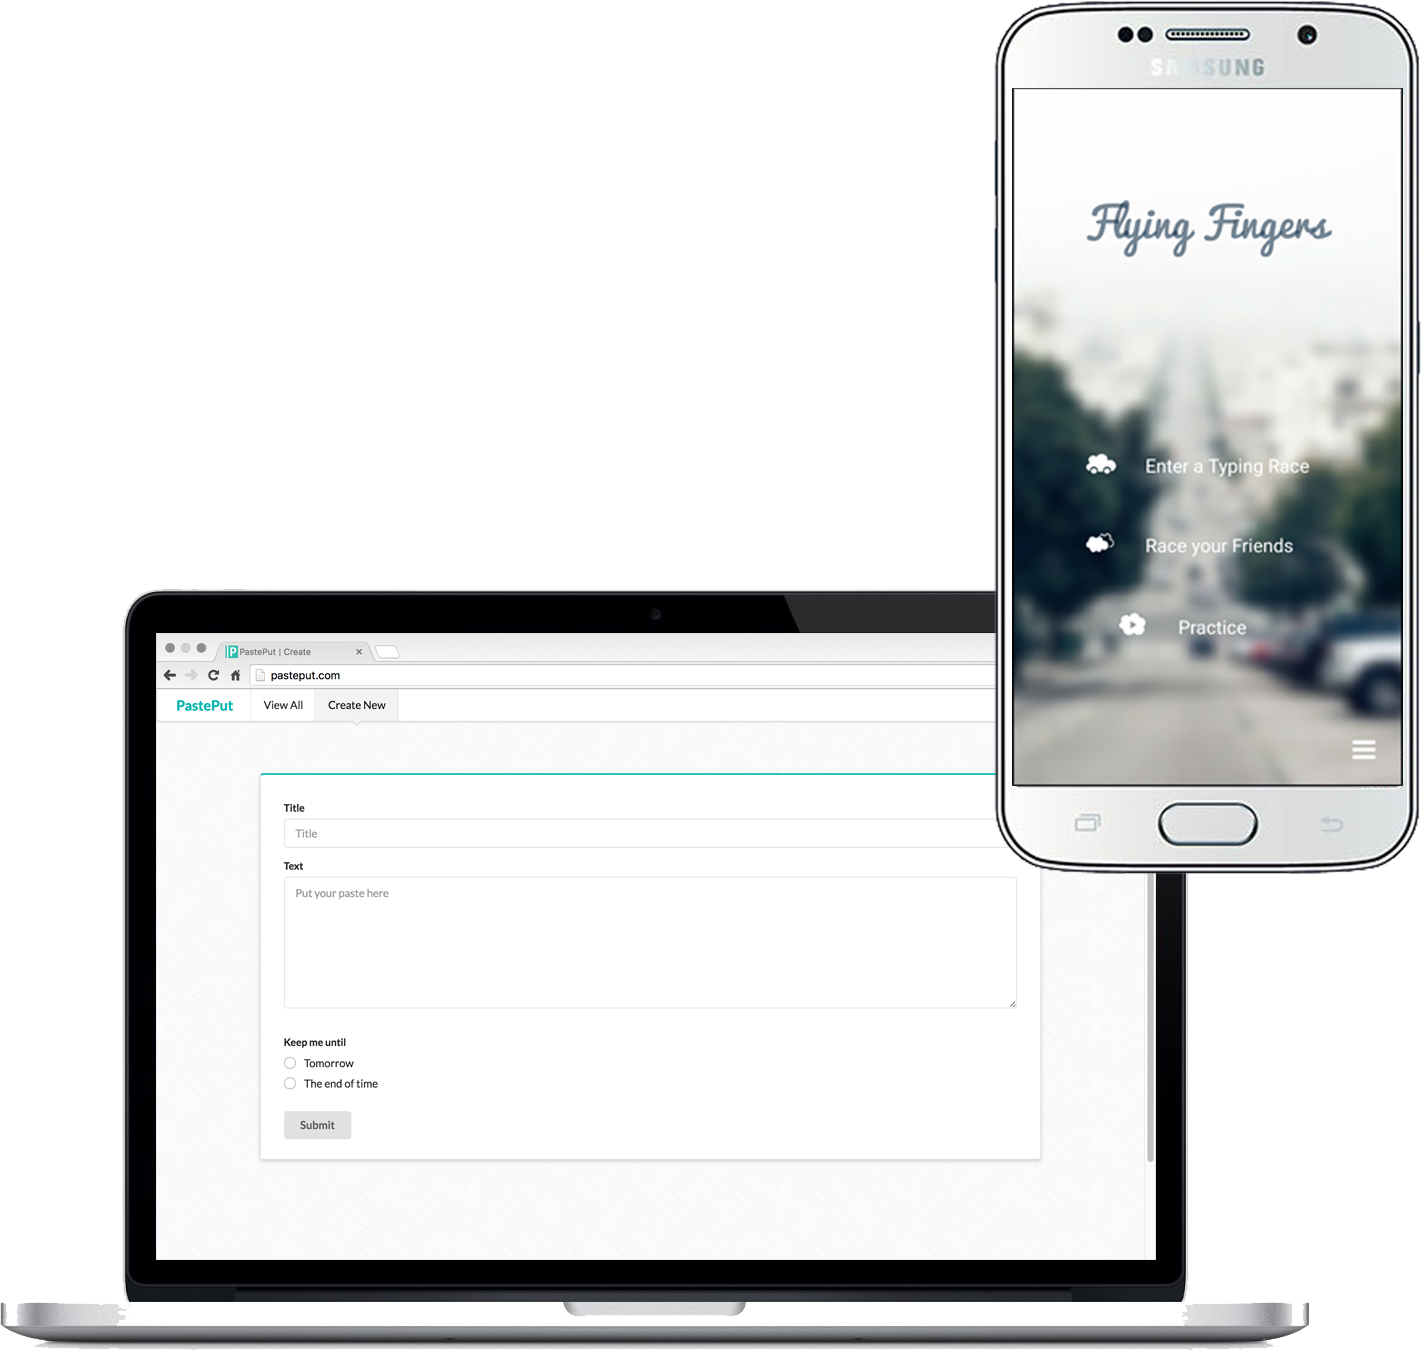 SAMSUNG
Flying Fingers
Enter a Typing Race
Race your Friends
Practice
PastePut | Create
pasteput.com
PastePut
View All
Create New
Title
Title
Text
Put your paste here
Keep me until
Tomorrow
The end of time
Submit